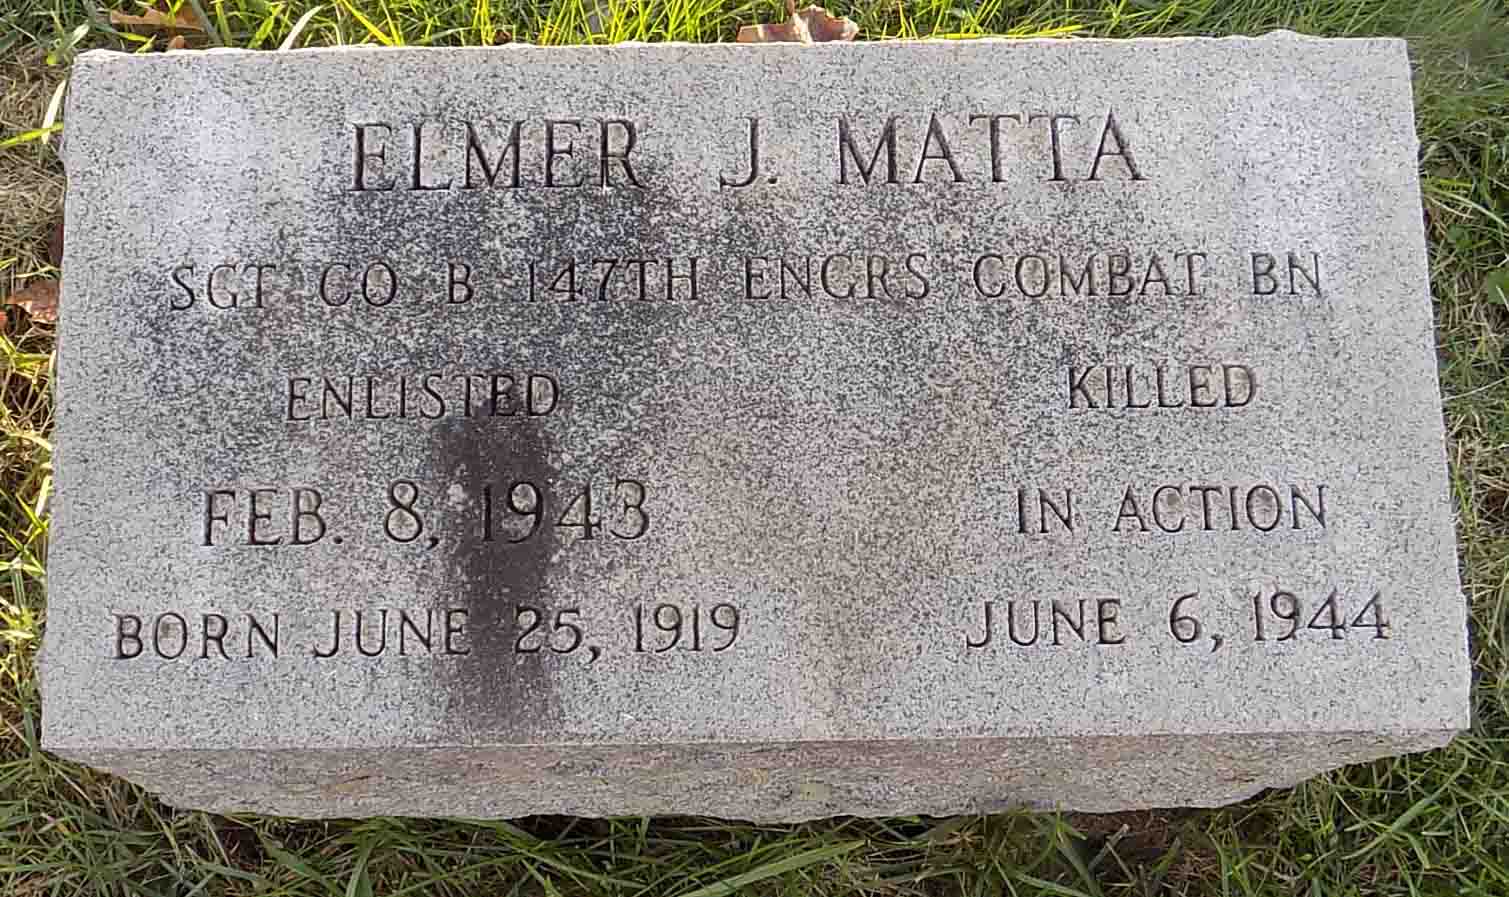 ELMER J. MATTA
SGT CO B 147TH ENGRS COMBAT BN
ENLISTED
FEB. 8, 1943
BORN JUNE 25, 1919
KILLED
IN ACTION
JUNE 6, 1944